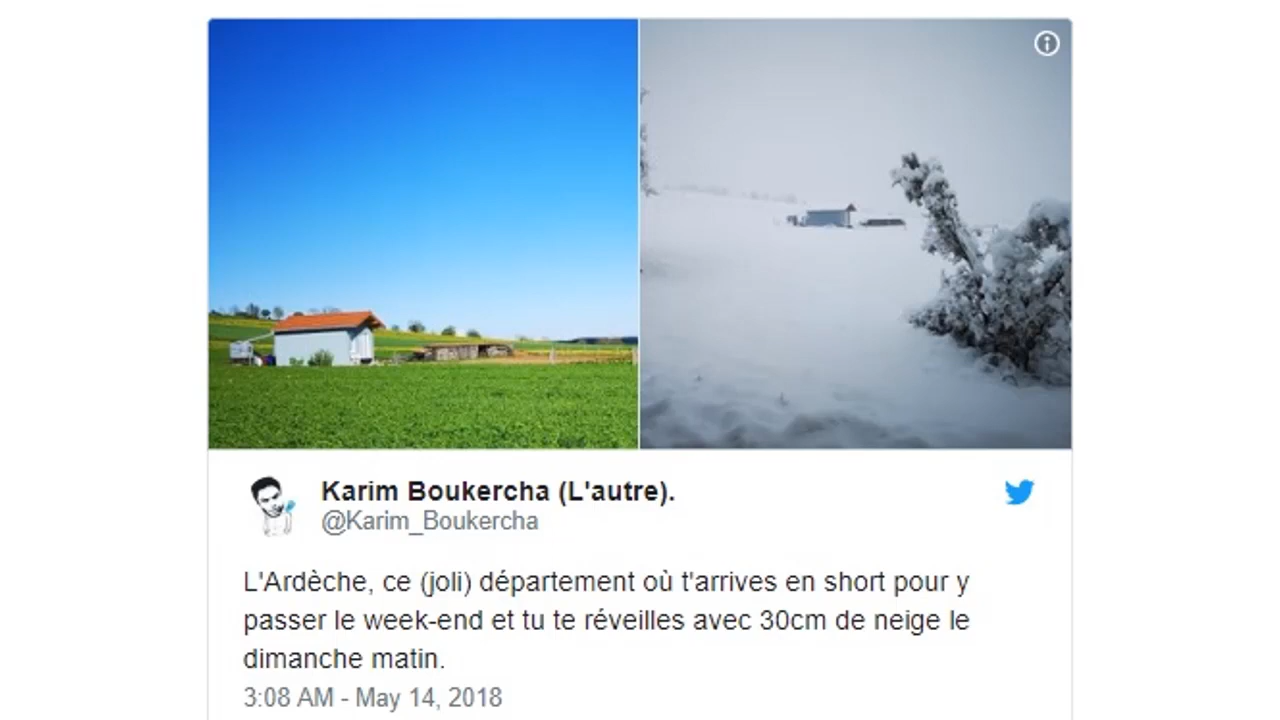 Karim Boukercha (L'autre).
@Karim_Boukercha
L'Ardèche, ce (joli) département où t'arrives en short pour y
passer le week-end et tu te réveilles avec 30cm de neige le
dimanche matin.
3:08 AM - May 14, 2018